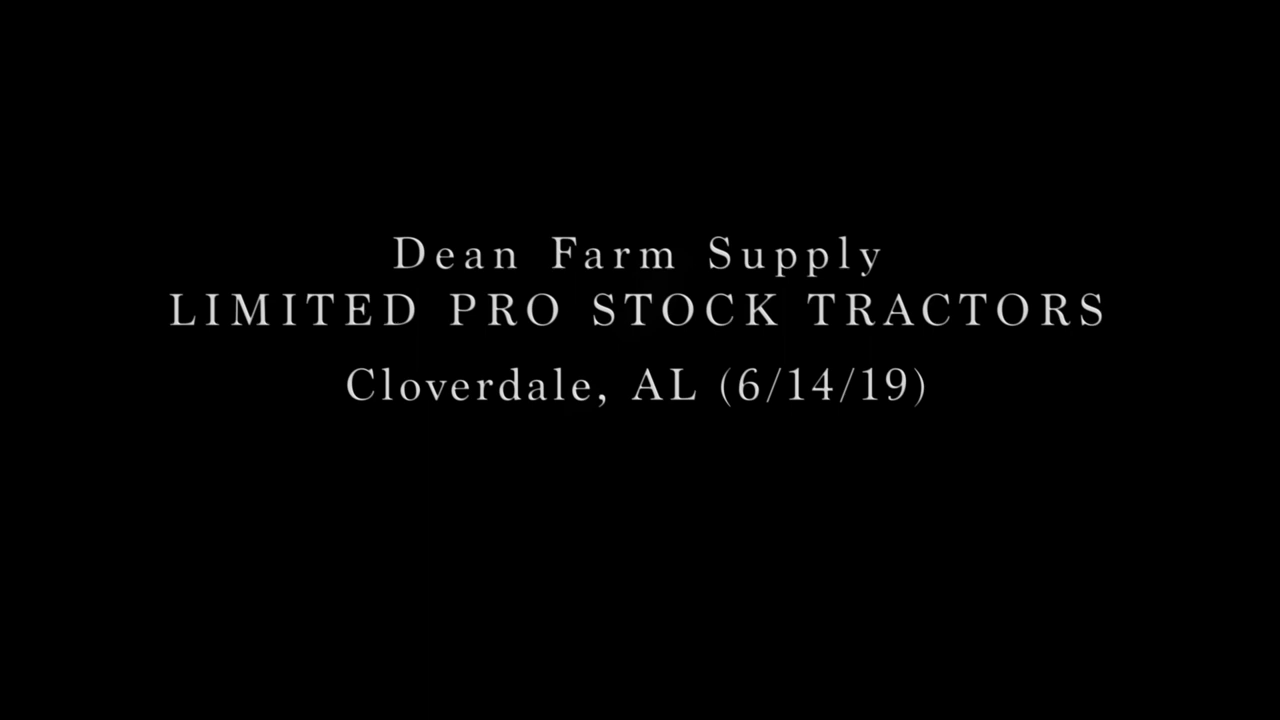 Dean Farm Supply
LIMITED PRO STOCK TRACTORS
Cloverdale, AL (6/14/19)